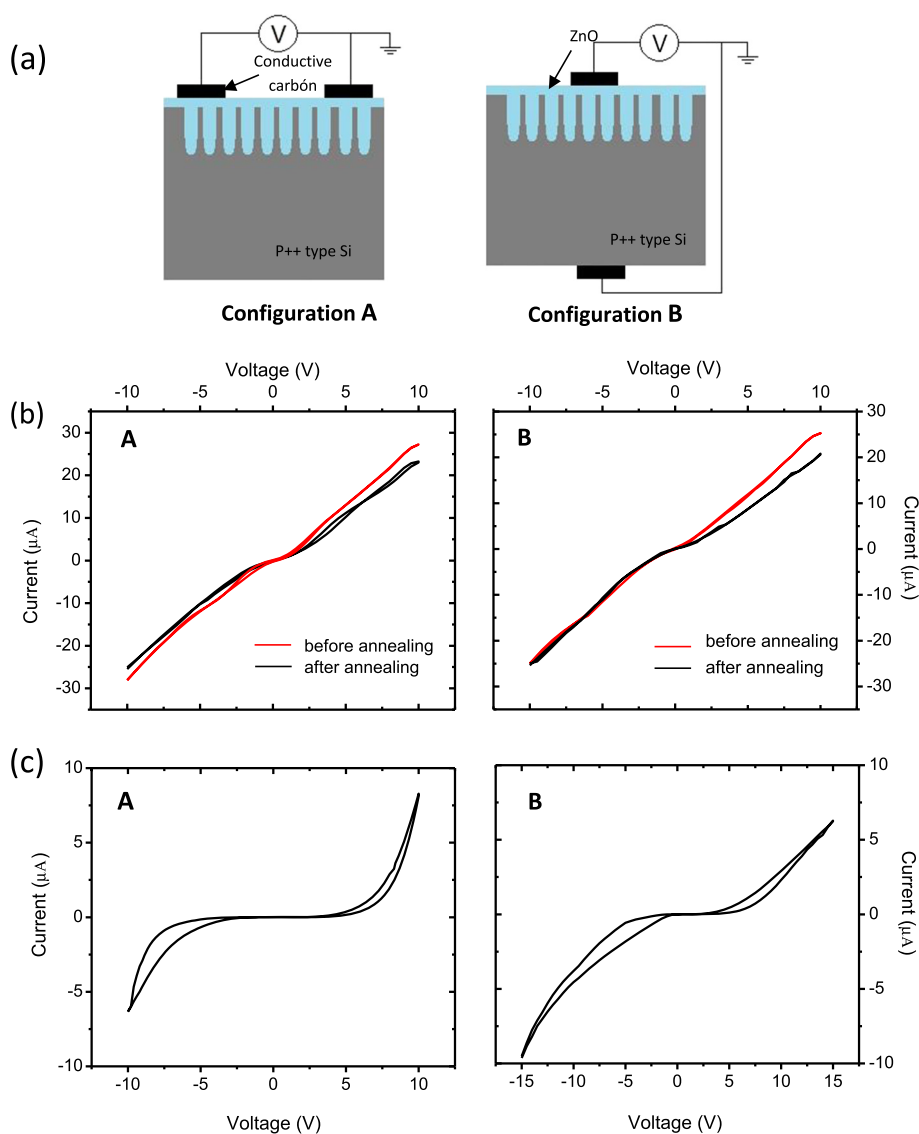 (a)
V
Conductive
carbón
P++ type Si
Configuration A
ZnO
V
P++ type Si
Configuration B
(b)
Voltage (V)
-10 -5 0 5 10
A
30
20
10
0
-10
-20
-30
Current (μA)
before annealing
after annealing
Voltage (V)
-10 -5 0 5 10
B
30
20
10
0
-10
-20
-30
Current (μA)
before annealing
after annealing
(c)
A
10
5
0
-5
-10
Current (μA)
-10 -5 0 5 10
Voltage (V)
B
10
5
0
-5
-10
Current (μA)
-15 -10 -5 0 5 10 15
Voltage (V)